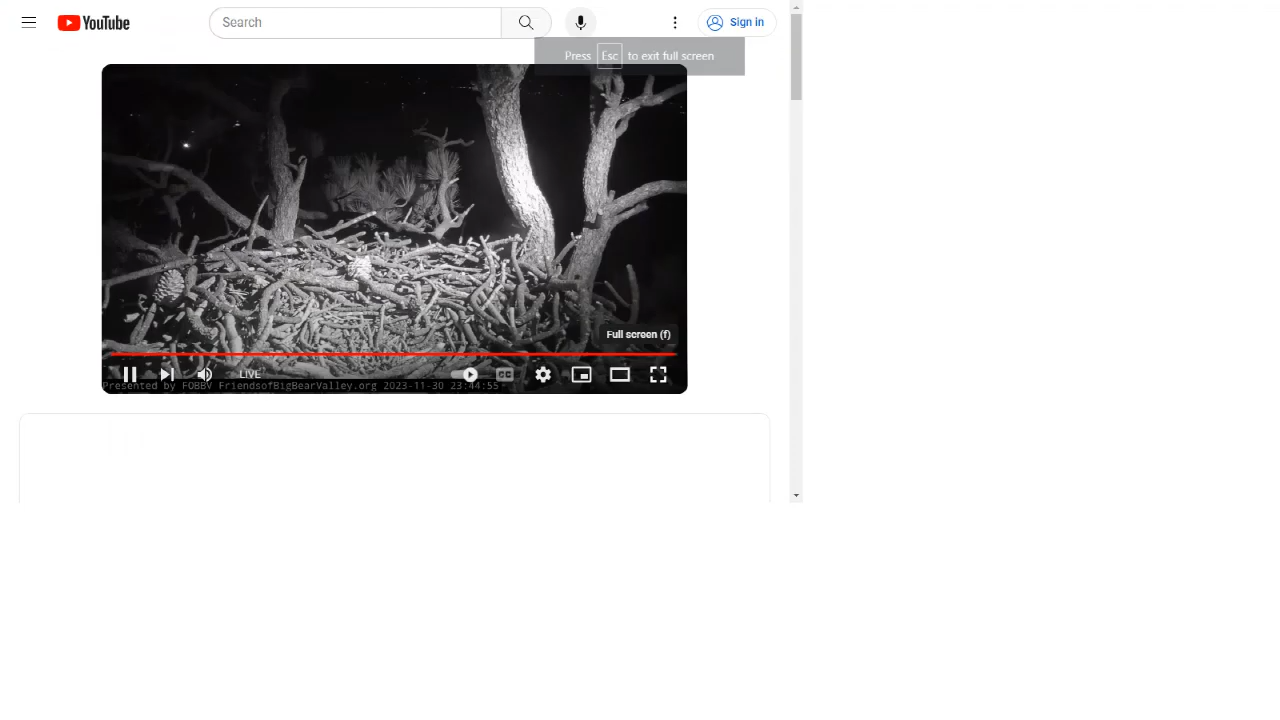 YouTube
Search
Sign in
Press Esc to exit full screen
Full screen (f)
LIVE
CC
Presented by FOBBV FriendsofBigBearValley.org 2023-11-30 23:44:55